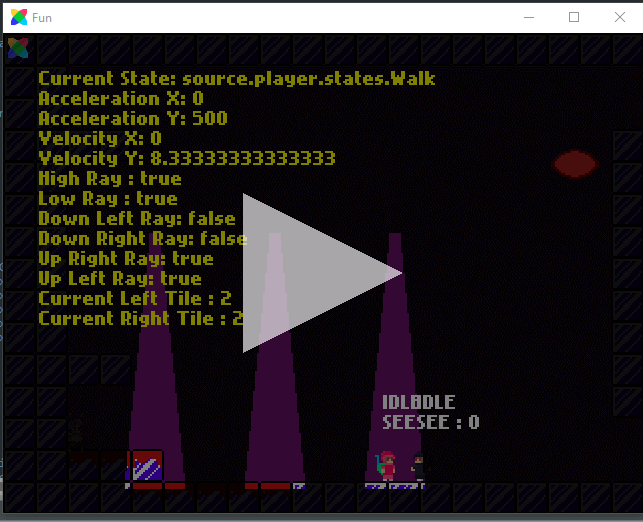 Fun
Current State: source.player.states.Walk
Acceleration X: 0
Acceleration Y: 500
Velocity X: 0
Velocity Y: 8.33333333333333
High Ray : true
Low Ray : true
Down Left Ray: false
Down Right Ray: false
Up Right Ray: true
Up Left Ray: true
Current Left Tile : 2
Current Right Tile : 2
SEESEE : 0